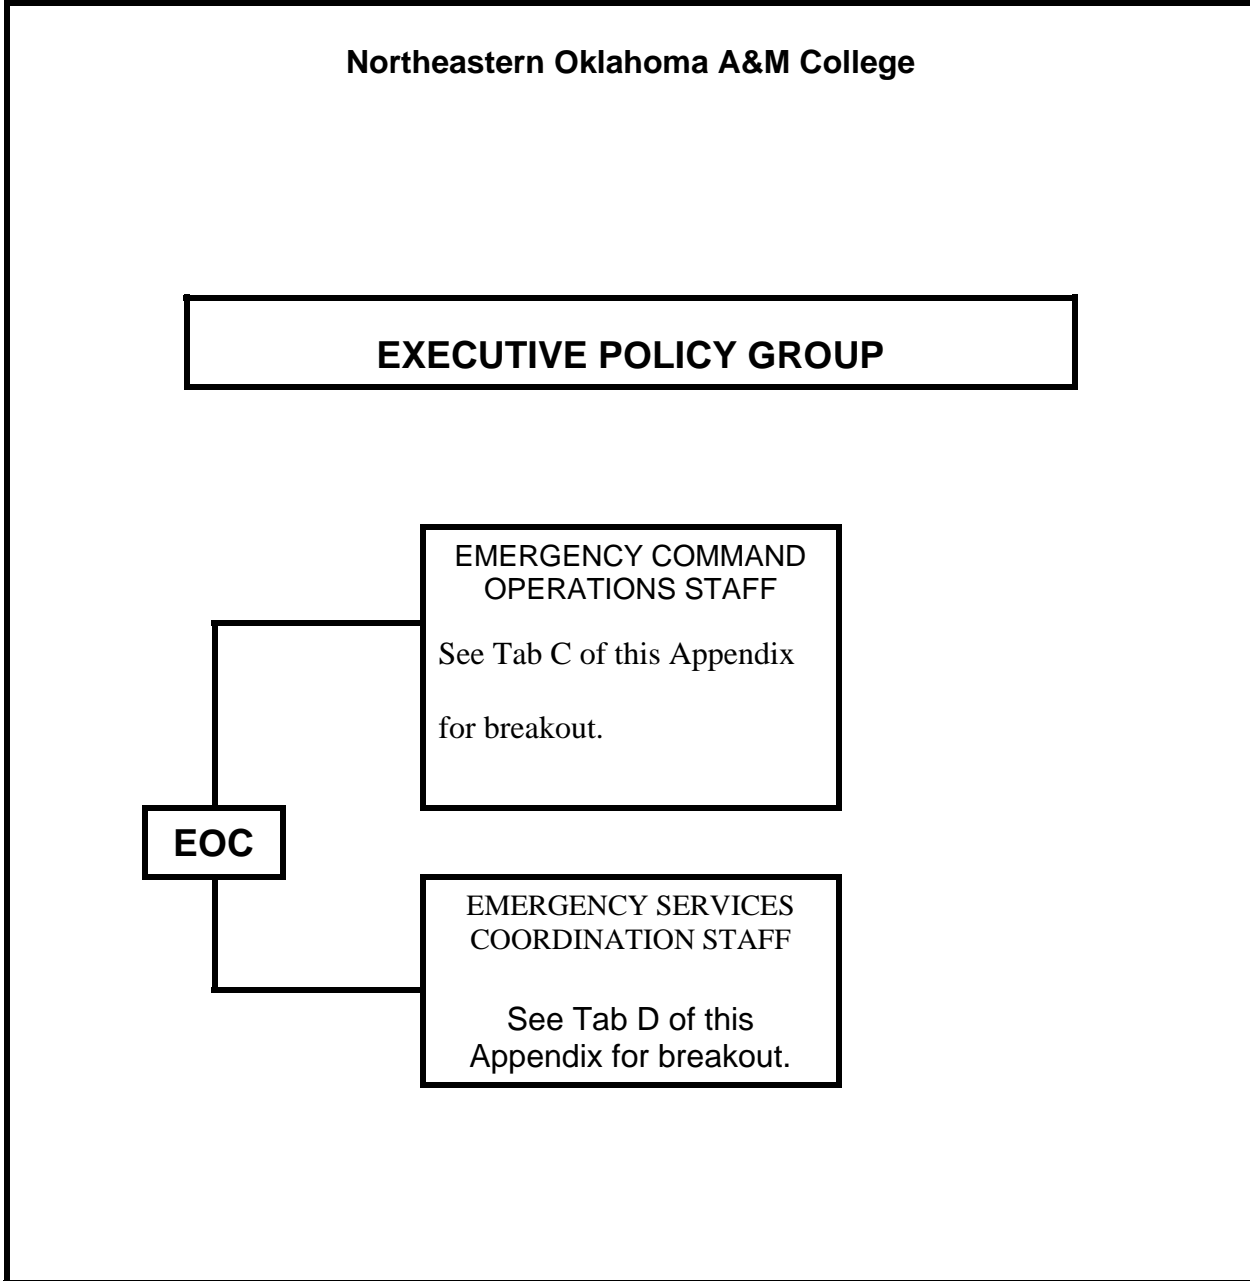 Northeastern Oklahoma A&M College
EXECUTIVE POLICY GROUP
EMERGENCY COMMAND
OPERATIONS STAFF
See Tab C of this Appendix
for breakout.
EOC
EMERGENCY SERVICES
COORDINATION STAFF
See Tab D of this
Appendix for breakout.